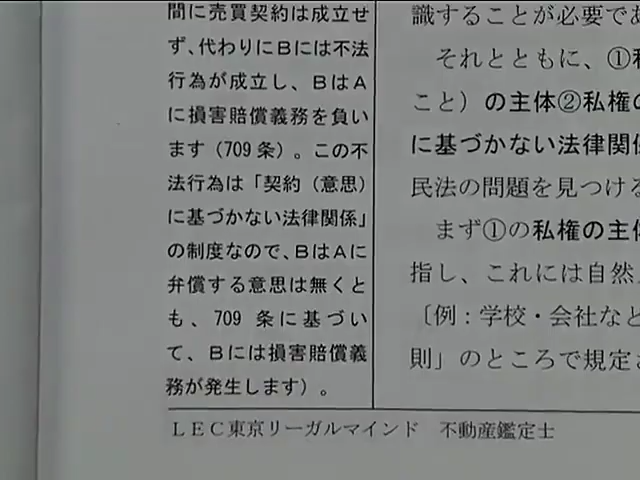 間に売買契約は成立せ
ず、代わりにBには不法
行為が成立し、BはA
に損害賠償義務を負い
ます（709 条）。この不
法行為は「契約（意思）
に基づかない法律関係」
の制度なので、BはAに
弁償する意思は無くと
も、709 条に基づい
て、Bには損害賠償義
務が発生します）。
識することが必要であ
それとともに、①私
こと）の主体②私権の
に基づかない法律関係
民法の問題を見つける
まず①の私権の主体
指し、これには自然
〔例：学校・会社など
則」のところで規定さ
ＬＥＣ東京リーガルマインド　不動産鑑定士